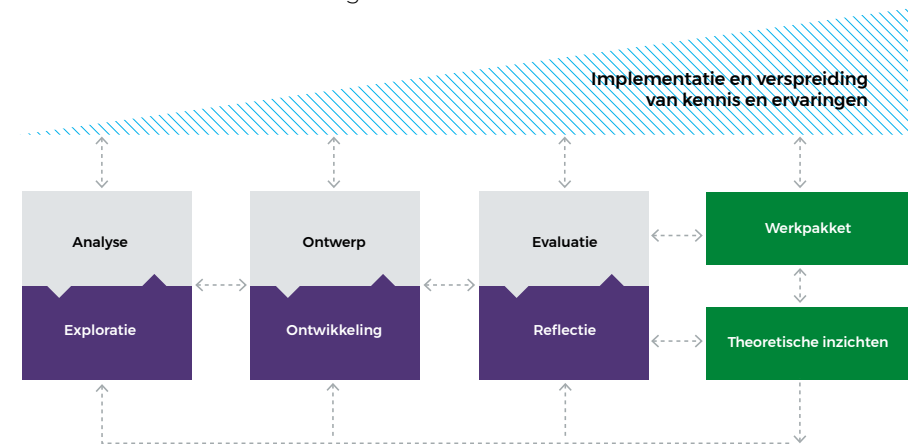 Implementatie en verspreiding
van kennis en ervaringen
Analyse
Exploratie
Ontwerp
Ontwikkeling
Evaluatie
Reflectie
Werkpakket
Theoretische inzichten